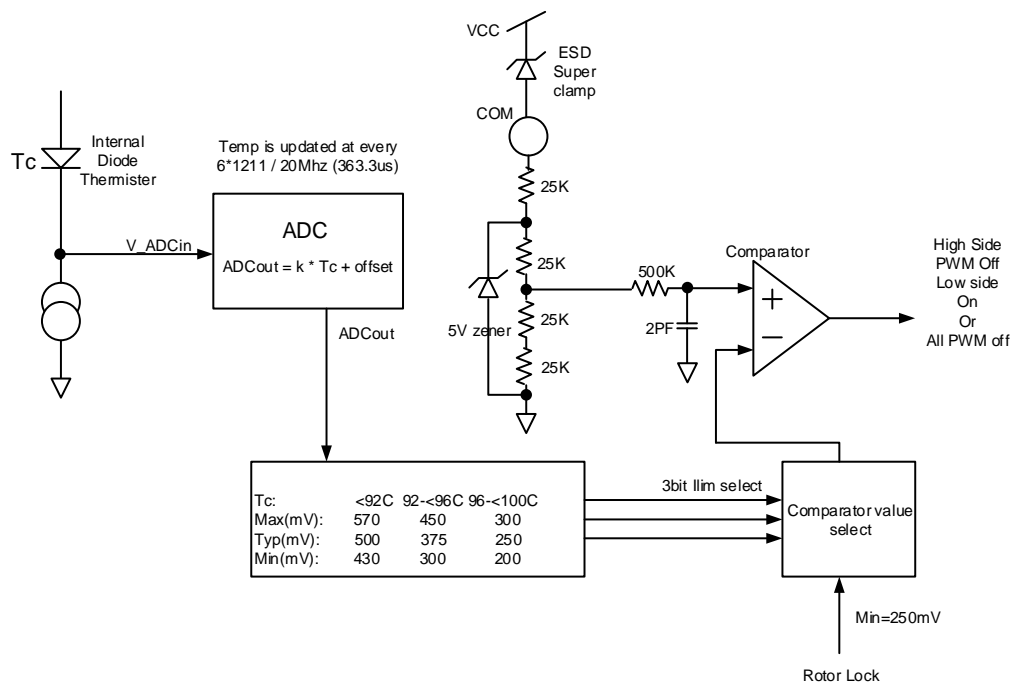 VCC
ESD
Super
clamp
COM
Tc
Internal
Diode
Thermister
Temp is updated at every
6*1211 / 20Mhz (363.3us)
25K
ADC
ADCout = k * Tc + offset
V_ADCin
25K
5V zener
25K
25K
500K
2PF
Comparator
+
−
High Side
PWM Off
Low side
On
Or
All PWM off
ADCout
Tc: <92C 92-<96C 96-<100C
Max(mV): 570 450 300
Typ(mV): 500 375 250
Min(mV): 430 300 200
3bit Ilim select
Comparator value
select
Min=250mV
Rotor Lock